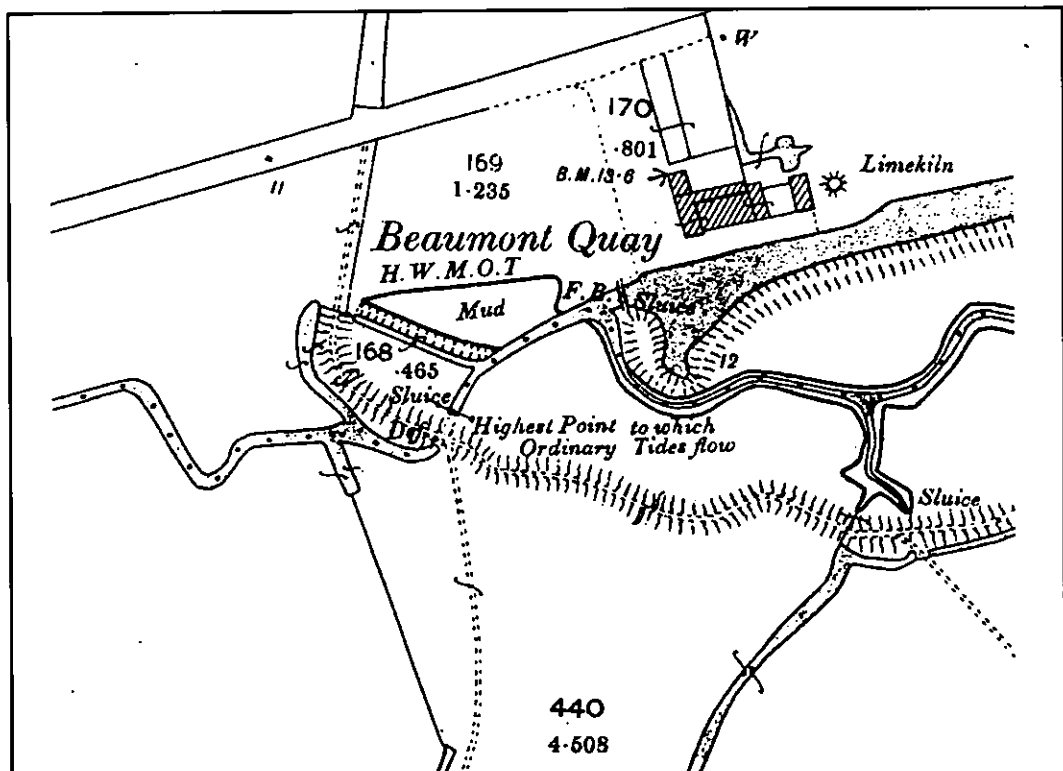 W
170
.801
169
1.235
B.M.13.6
Limekiln
11
Beaumont Quay
H.W.M.O.T
F.B
Sluice
Mud
168
.465
12
Sluice
Highest Point to which
Ordinary Tides flow
Sluice
440
4.508